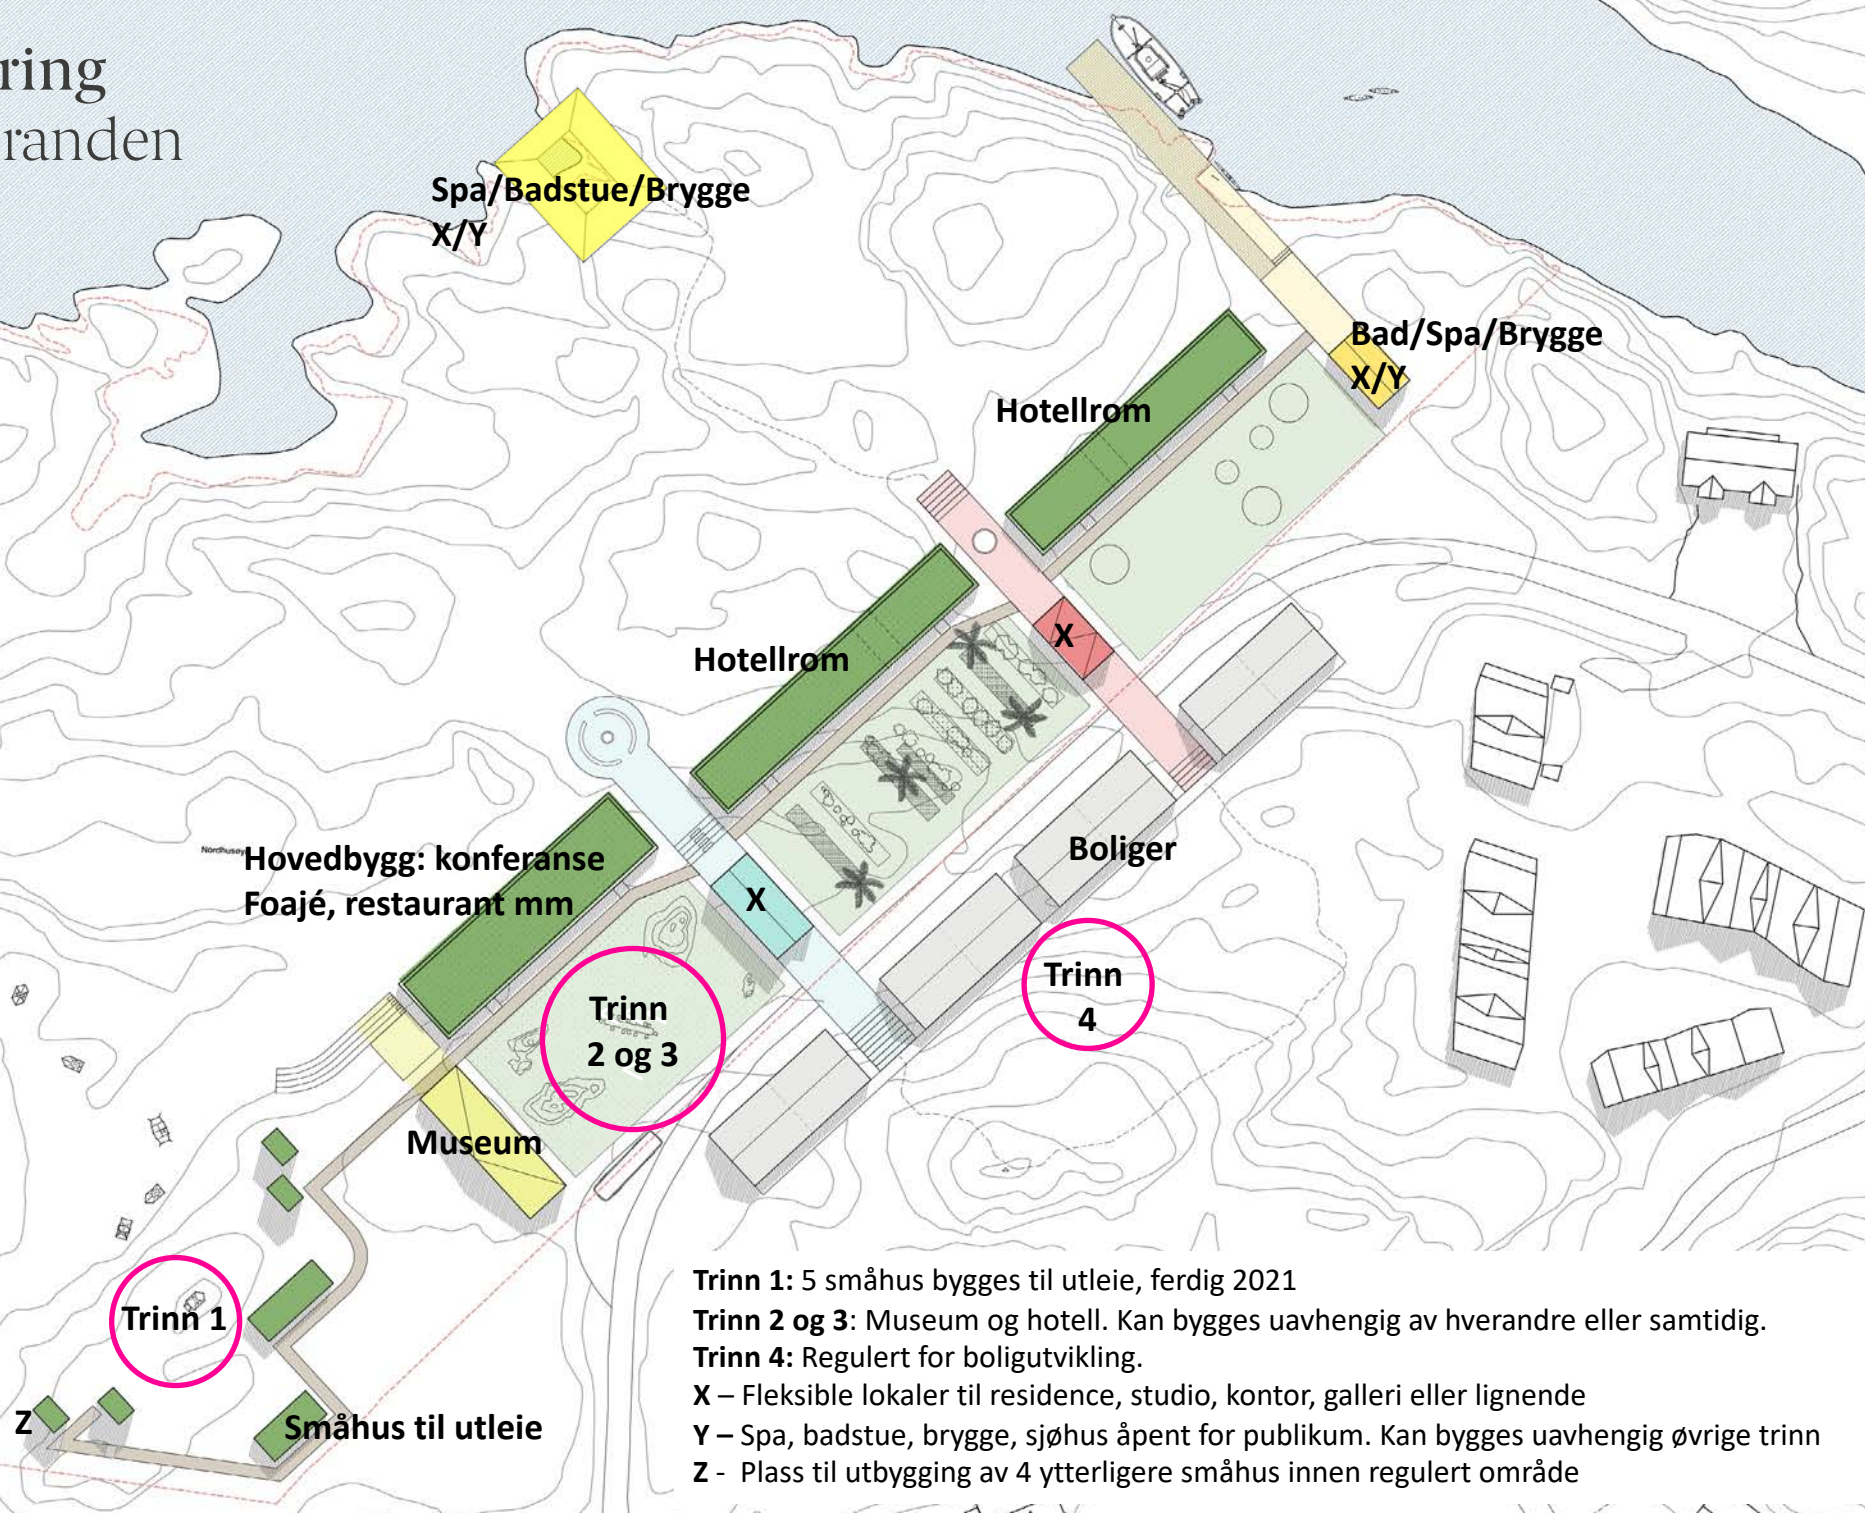 ring
randen
Spa/Badstue/Brygge
X/Y
Bad/Spa/Brygge
X/Y
Hotellrom
X
Hotellrom
Boliger
Hovedbygg: konferanse
Foajé, restaurant mm
X
Trinn
4
Trinn
2 og 3
Museum
Trinn 1
Z
Småhus til utleie
Trinn 1: 5 småhus bygges til utleie, ferdig 2021
Trinn 2 og 3: Museum og hotell. Kan bygges uavhengig av hverandre eller samtidig.
Trinn 4: Regulert for boligutvikling.
X – Fleksible lokaler til residence, studio, kontor, galleri eller lignende
Y – Spa, badstue, brygge, sjøhus åpent for publikum. Kan bygges uavhengig øvrige trinn
Z - Plass til utbygging av 4 ytterligere småhus innen regulert område